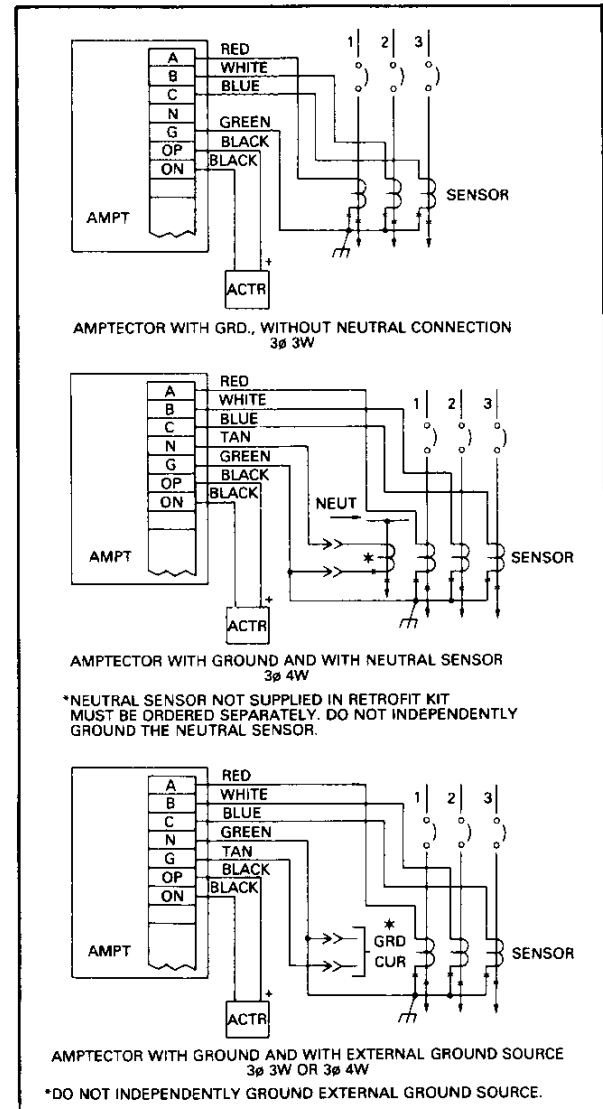 1 2 3
A RED
B WHITE
C BLUE
N
G GREEN
OP BLACK
ON BLACK
SENSOR
AMPT
+
ACTR
AMPTECTOR WITH GRD., WITHOUT NEUTRAL CONNECTION
3ø 3W
A RED
B WHITE
C BLUE
N TAN
G GREEN
OP BLACK
ON BLACK
1 2 3
NEUT
*
AMPT
SENSOR
+
ACTR
AMPTECTOR WITH GROUND AND WITH NEUTRAL SENSOR
3ø 4W
*NEUTRAL SENSOR NOT SUPPLIED IN RETROFIT KIT
MUST BE ORDERED SEPARATELY. DO NOT INDEPENDENTLY
GROUND THE NEUTRAL SENSOR.
A RED
B WHITE
C BLUE
N GREEN
G TAN
OP BLACK
ON BLACK
1 2 3
*
GRD
CUR
AMPT
SENSOR
+
ACTR
AMPTECTOR WITH GROUND AND WITH EXTERNAL GROUND SOURCE
3ø 3W OR 3ø 4W
*DO NOT INDEPENDENTLY GROUND EXTERNAL GROUND SOURCE.